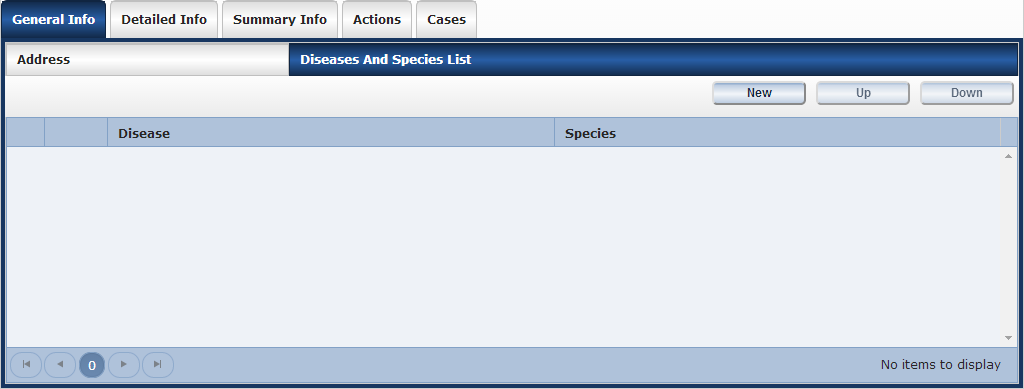 General Info Detailed Info Summary Info Actions Cases
Address Diseases And Species List
New Up Down
Disease Species
0 No items to display